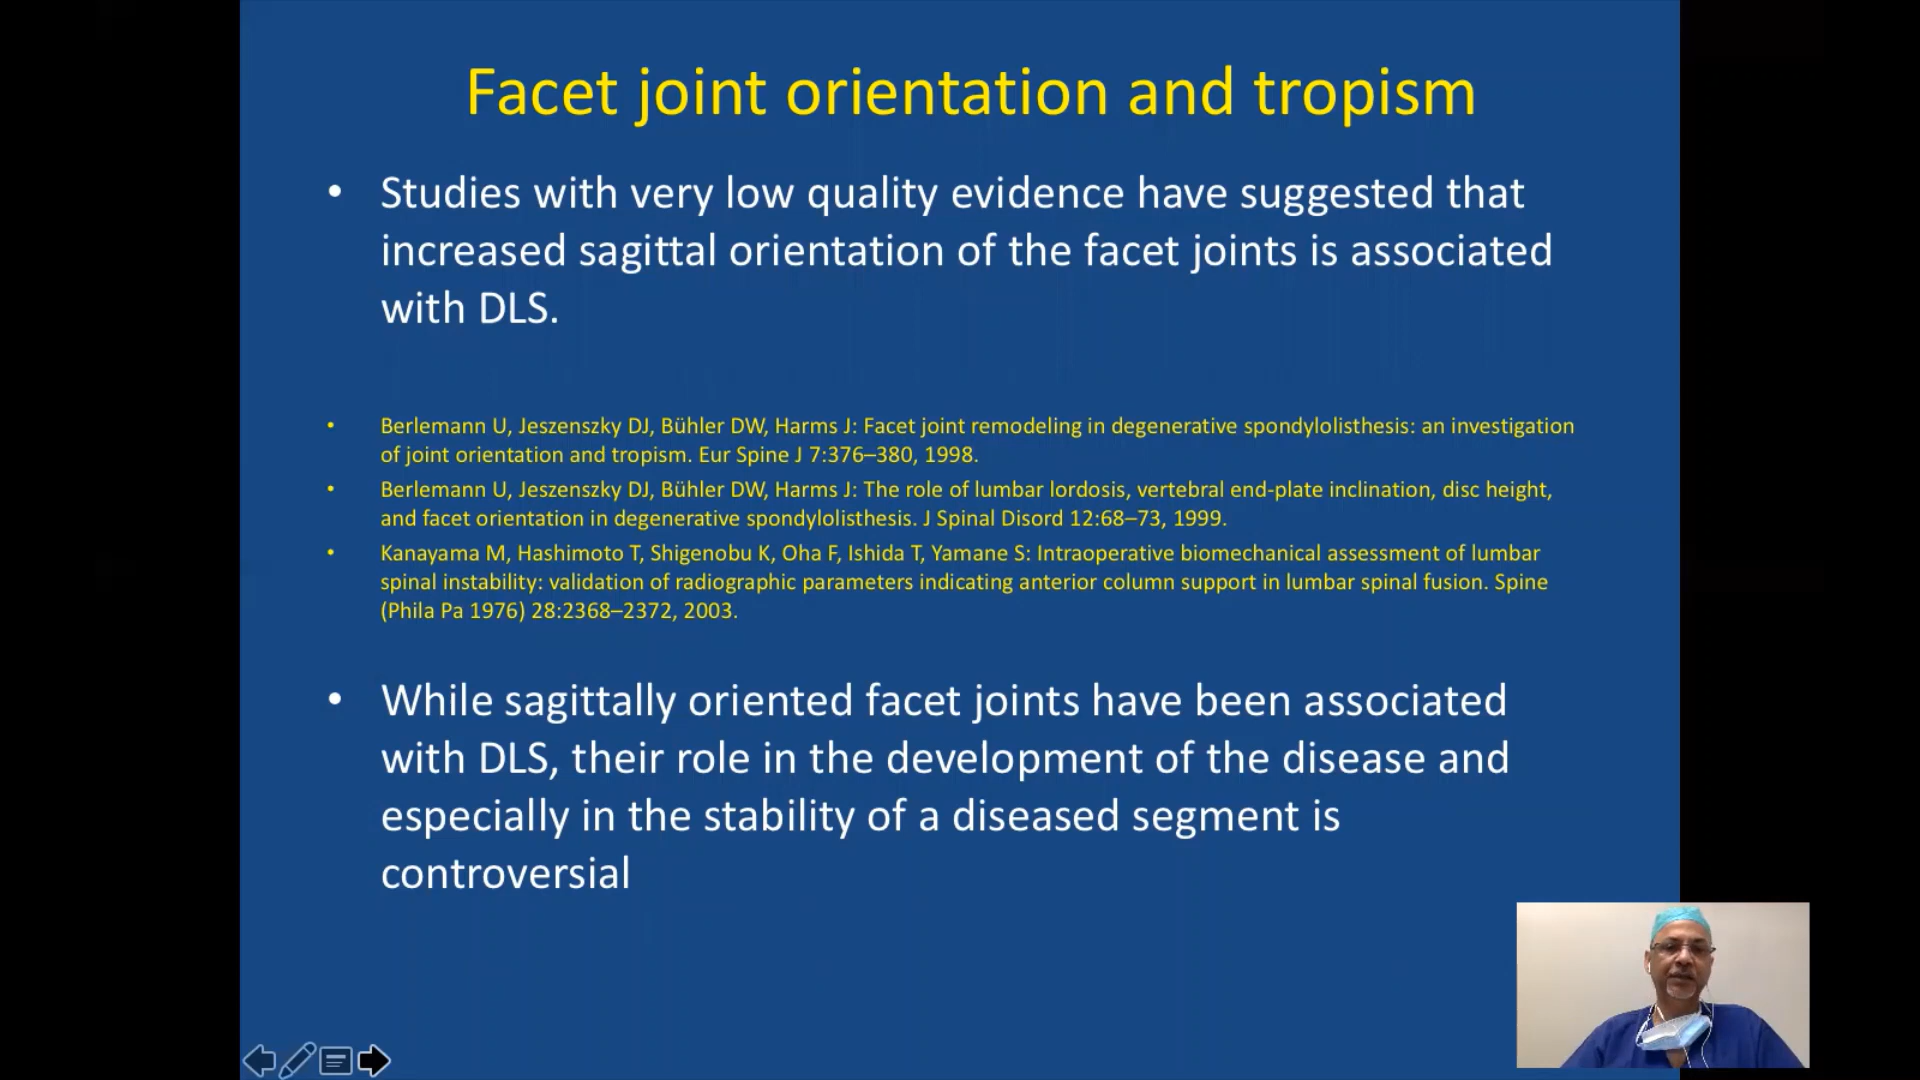 Facet joint orientation and tropism
• Studies with very low quality evidence have suggested that
increased sagittal orientation of the facet joints is associated
with DLS.
• Berlemann U, Jeszenszky DJ, Bühler DW, Harms J: Facet joint remodeling in degenerative spondylolisthesis: an investigation
of joint orientation and tropism. Eur Spine J 7:376–380, 1998.
• Berlemann U, Jeszenszky DJ, Bühler DW, Harms J: The role of lumbar lordosis, vertebral end-plate inclination, disc height,
and facet orientation in degenerative spondylolisthesis. J Spinal Disord 12:68–73, 1999.
• Kanayama M, Hashimoto T, Shigenobu K, Oha F, Ishida T, Yamane S: Intraoperative biomechanical assessment of lumbar
spinal instability: validation of radiographic parameters indicating anterior column support in lumbar spinal fusion. Spine
(Phila Pa 1976) 28:2368–2372, 2003.
• While sagittally oriented facet joints have been associated
with DLS, their role in the development of the disease and
especially in the stability of a diseased segment is
controversial